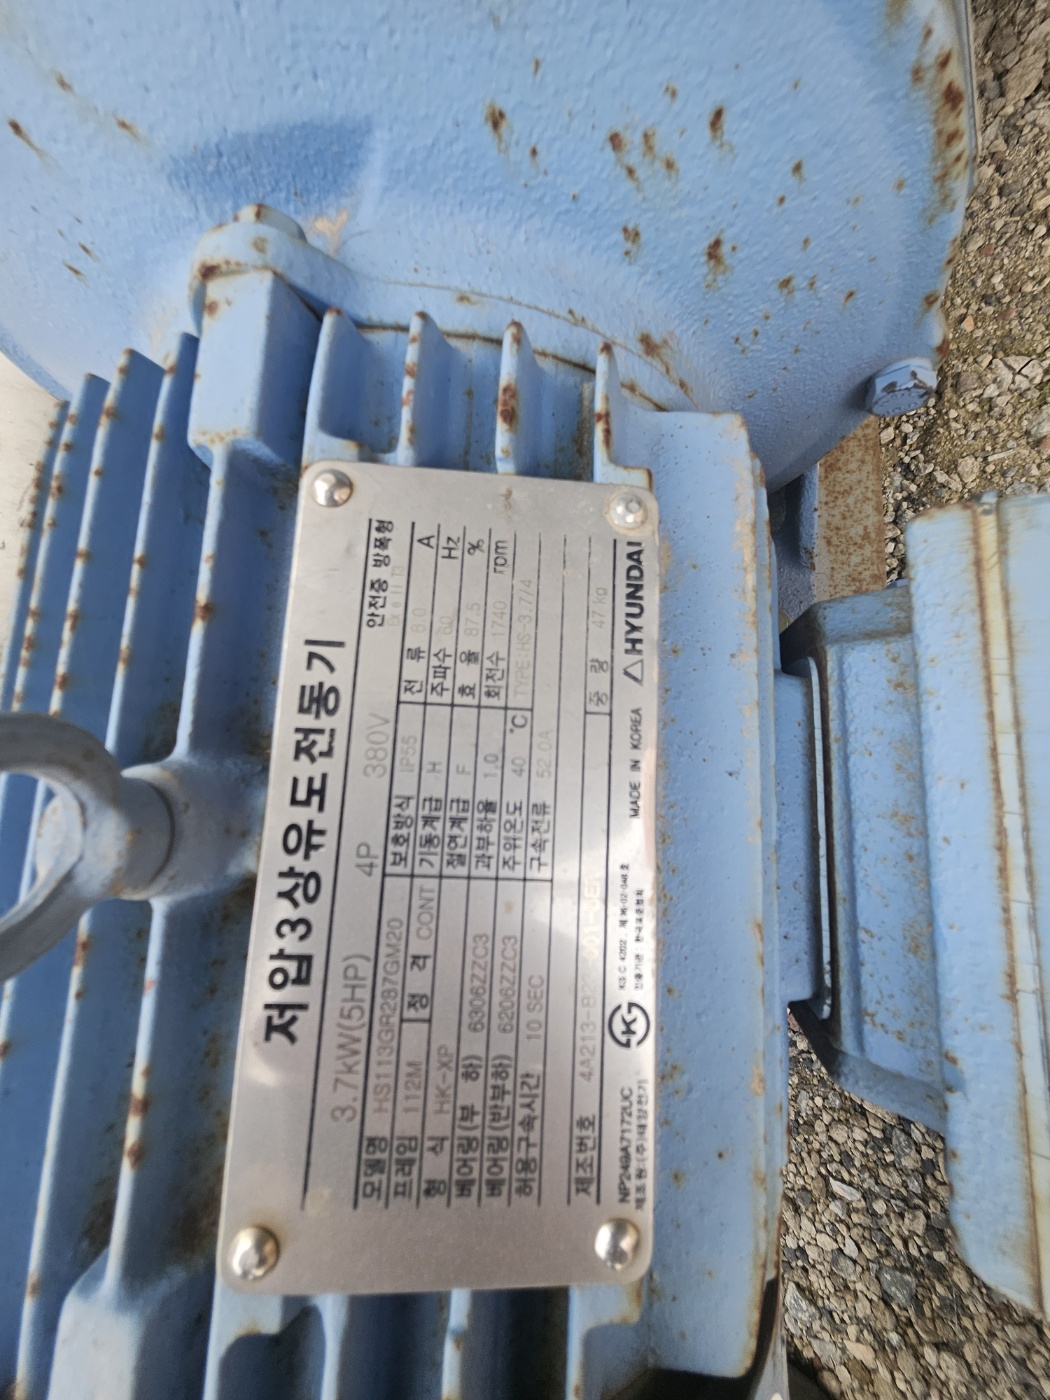 저압3상유도전동기
3.7kW(5HP) 4P 380V 안전증 방폭형
모델명 HS113GR2287GM20 보호방식 IP55 전 류 8.0 A
프레임 112M 정 격 CONT 기동계급 H 주파수 60 Hz
형 식 HK-XP 절연계급 F 효 율 87.5 %
베어링(부 하) 6306ZZC3 과부하율 1.0 회전수 1740 rpm
베어링(반부하) 6206ZZC3 주위온도 40 ℃ TYPE:HS-3.7/4
허용구속시간 10 SEC 구속전류 52.0A
제조번호 중 량 47 kg
KS C 4202
MADE IN KOREA HYUNDAI